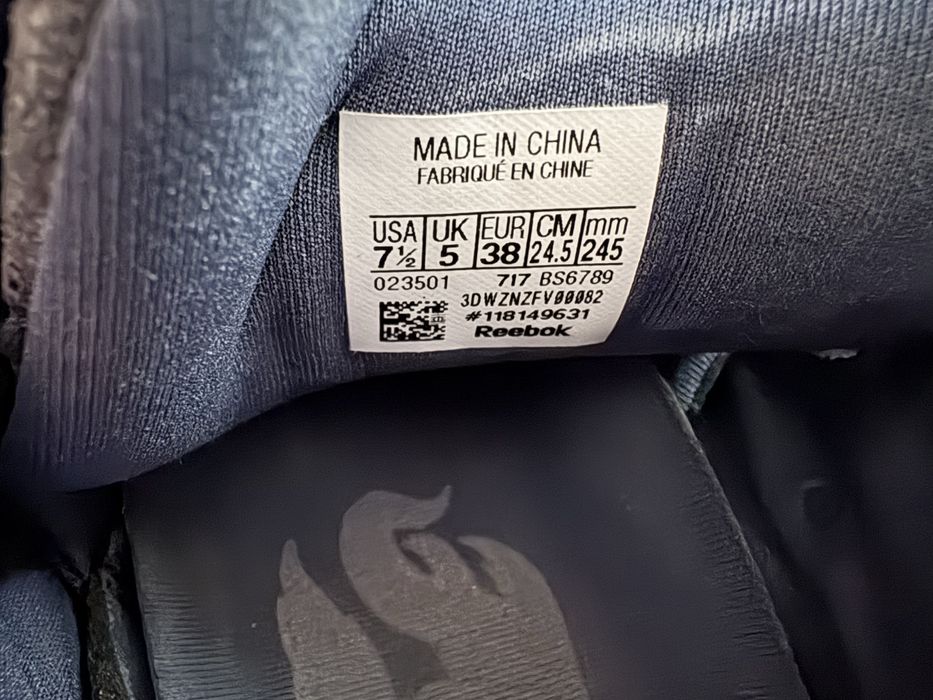 MADE IN CHINA
FABRIQUÉ EN CHINE
USA UK EUR CM mm
7½ 5 38 24.5 245
023501 717 BS6789
3DWZNZFV00082
#118149631
Reebok